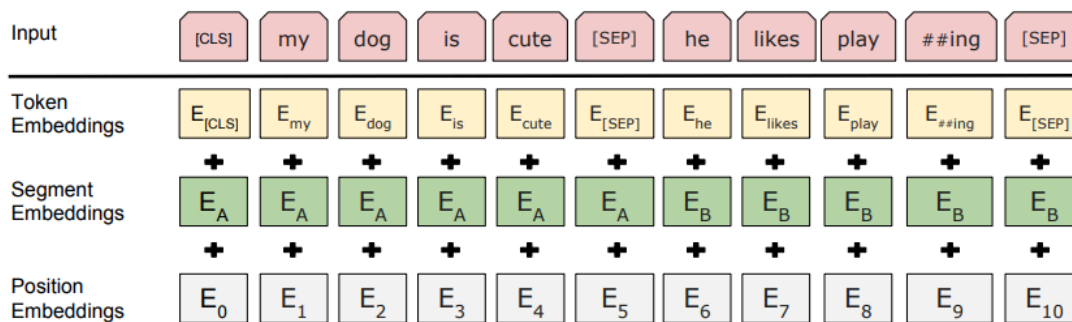 Input [CLS] my dog is cute [SEP] he likes play ##ing [SEP]
Token Embeddings E[CLS] Emy Edog Eis Ecute E[SEP] Ehe Elikes Eplay E##ing E[SEP]
+ + + + + + + + + + +
Segment Embeddings EA EA EA EA EA EA EB EB EB EB EB
+ + + + + + + + + + +
Position Embeddings E0 E1 E2 E3 E4 E5 E6 E7 E8 E9 E10